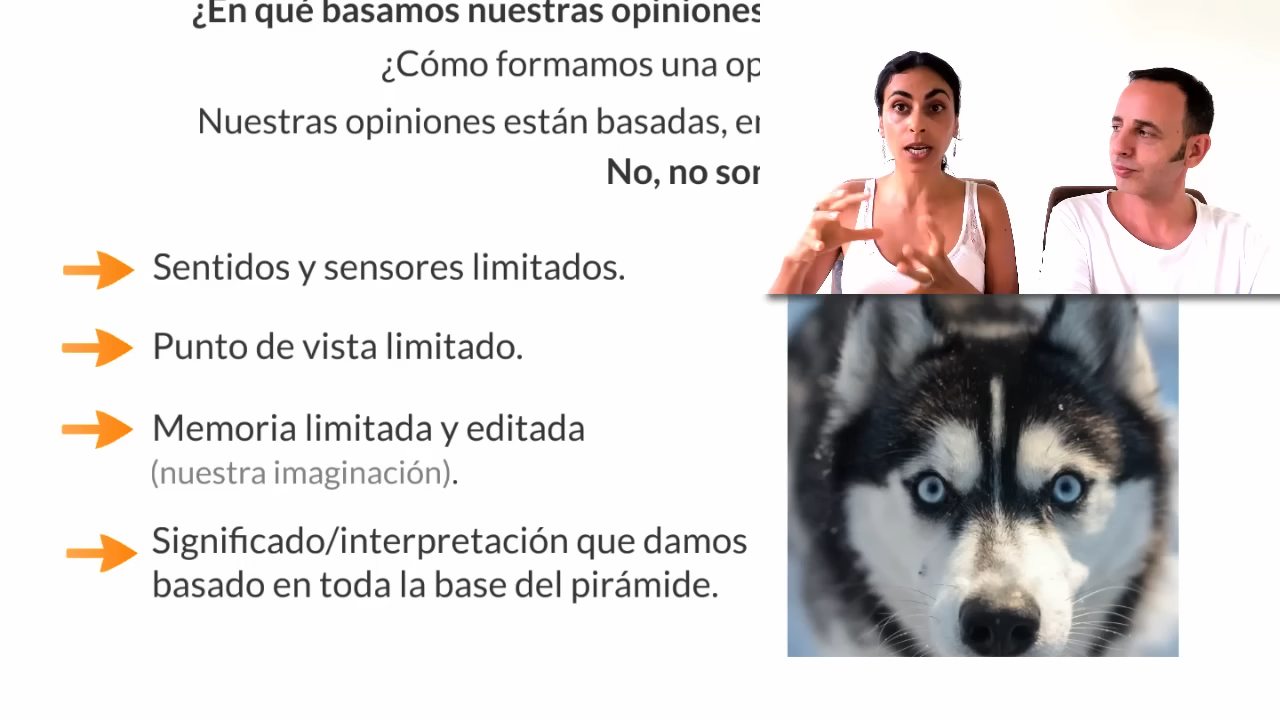 ¿En qué basamos nuestras opiniones
¿Cómo formamos una op
Nuestras opiniones están basadas, en
No, no son
Sentidos y sensores limitados.
Punto de vista limitado.
Memoria limitada y editada
(nuestra imaginación).
Significado/interpretación que damos
basado en toda la base del pirámide.